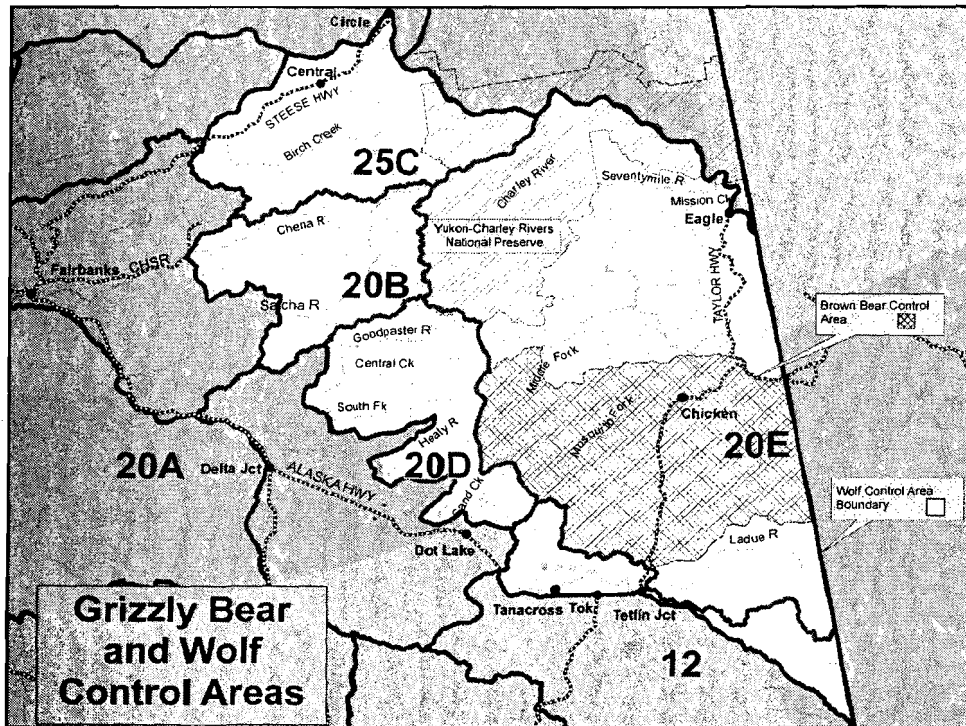 Circle
Central
STEESE HWY
Birch Creek
25C
Charley River
Seventymile R
Mission Ck
Eagle
Yukon-Charley Rivers
National Preserve
Chena R
Fairbanks
CHSR
20B
Salcha R
TAYLOR HWY
Brown Bear Control
Area
Goodpaster R
Central Ck
Middle Fork
South Fk
Mosquito Fork
Chicken
Healy R
20E
20A
Delta Jct
ALASKA HWY
20D
Wolf Control Area
Boundary
Ladue R
Dot Lake
Tanacross
Tok
Tetlin Jct
12
Grizzly Bear
and Wolf
Control Areas